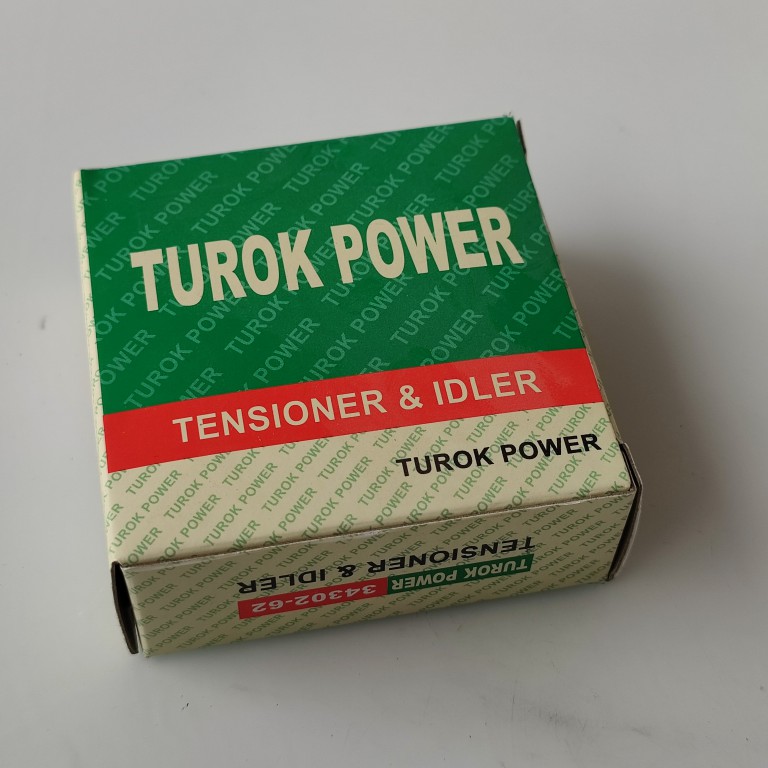 TUROK POWER
TENSIONER & IDLER
TUROK POWER
TENSIONER & IDLER
TUROK POWER 34302-62